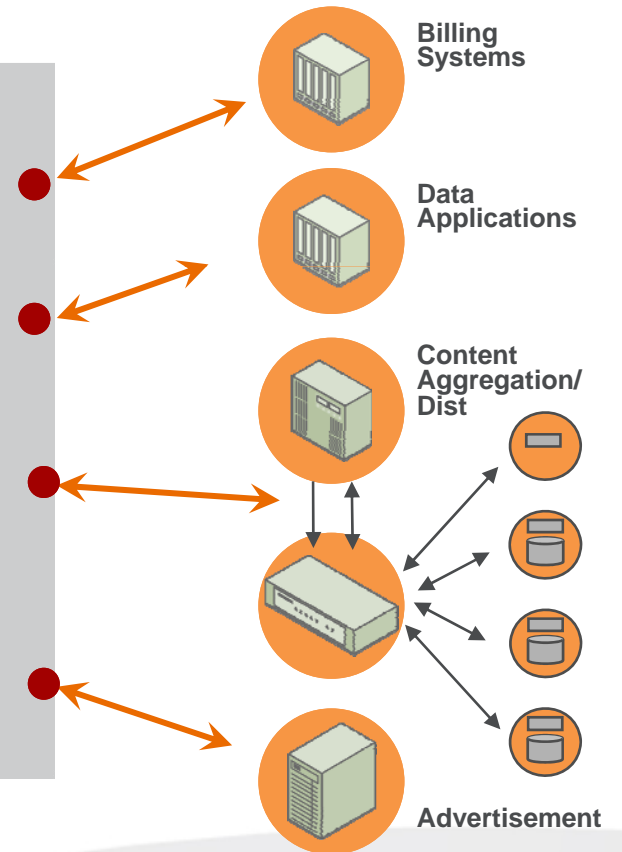 Billing
Systems
Data
Applications
Content
Aggregation/
Dist
Advertisement